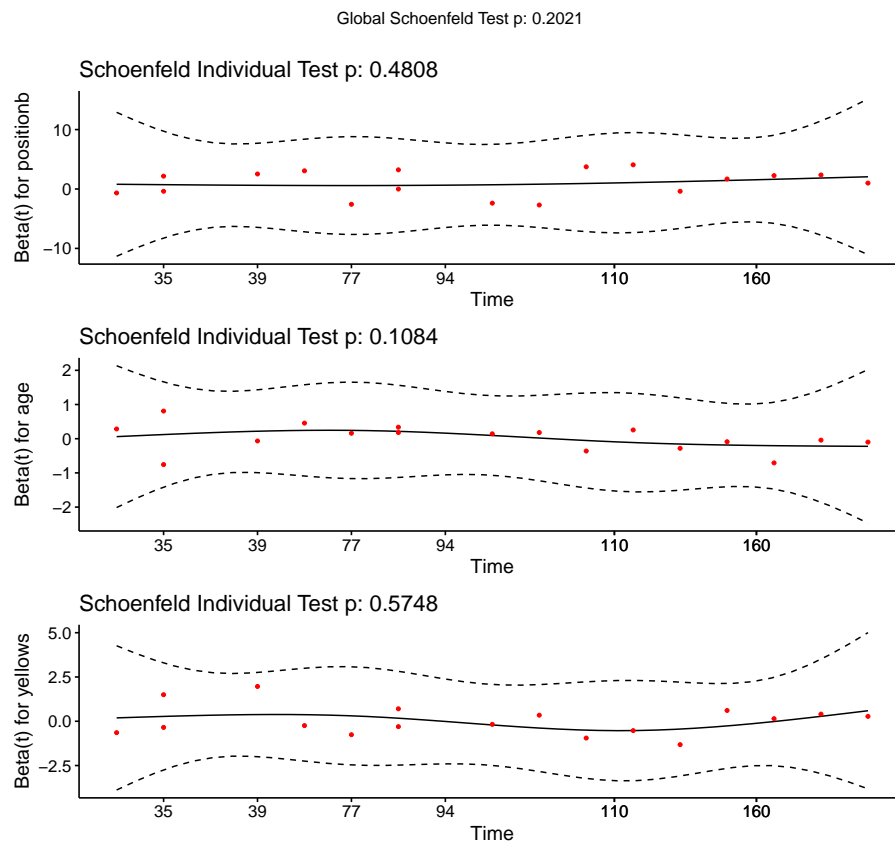 Global Schoenfeld Test p: 0.2021
Schoenfeld Individual Test p: 0.4808
Beta(t) for positionb
10
0
−10
35 39 77 94 110 160
Time
Schoenfeld Individual Test p: 0.1084
Beta(t) for age
2
1
0
−1
−2
35 39 77 94 110 160
Time
Schoenfeld Individual Test p: 0.5748
Beta(t) for yellows
5.0
2.5
0.0
−2.5
35 39 77 94 110 160
Time